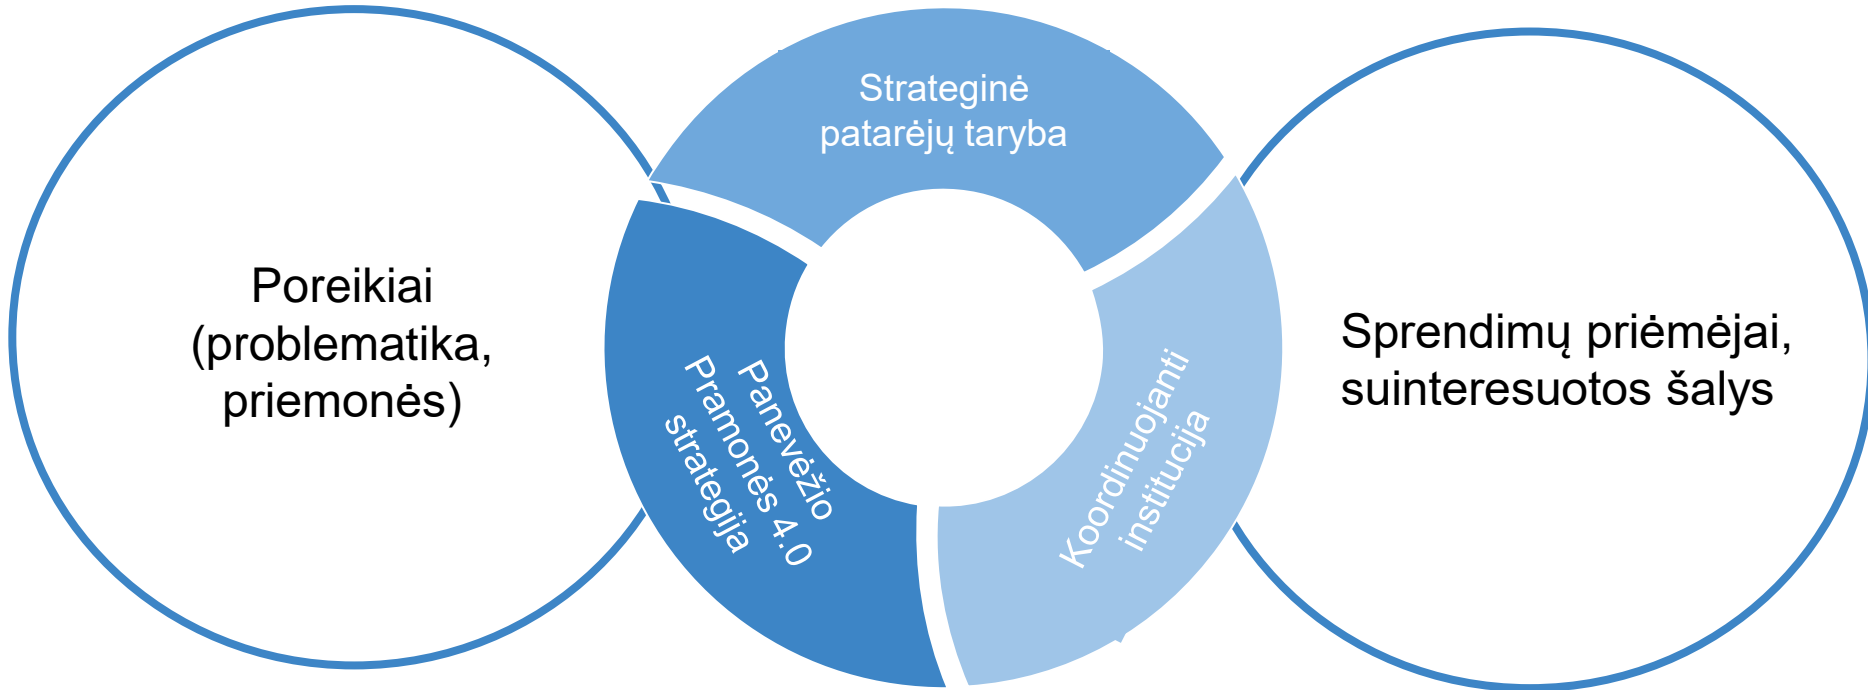 Strateginė
patarėjų taryba
Poreikiai
(problematika,
priemonės)
Panevėžio
Pramonės 4.0
strategija
Koordinuojanti
institucija
Sprendimų priėmėjai,
suinteresuotos šalys